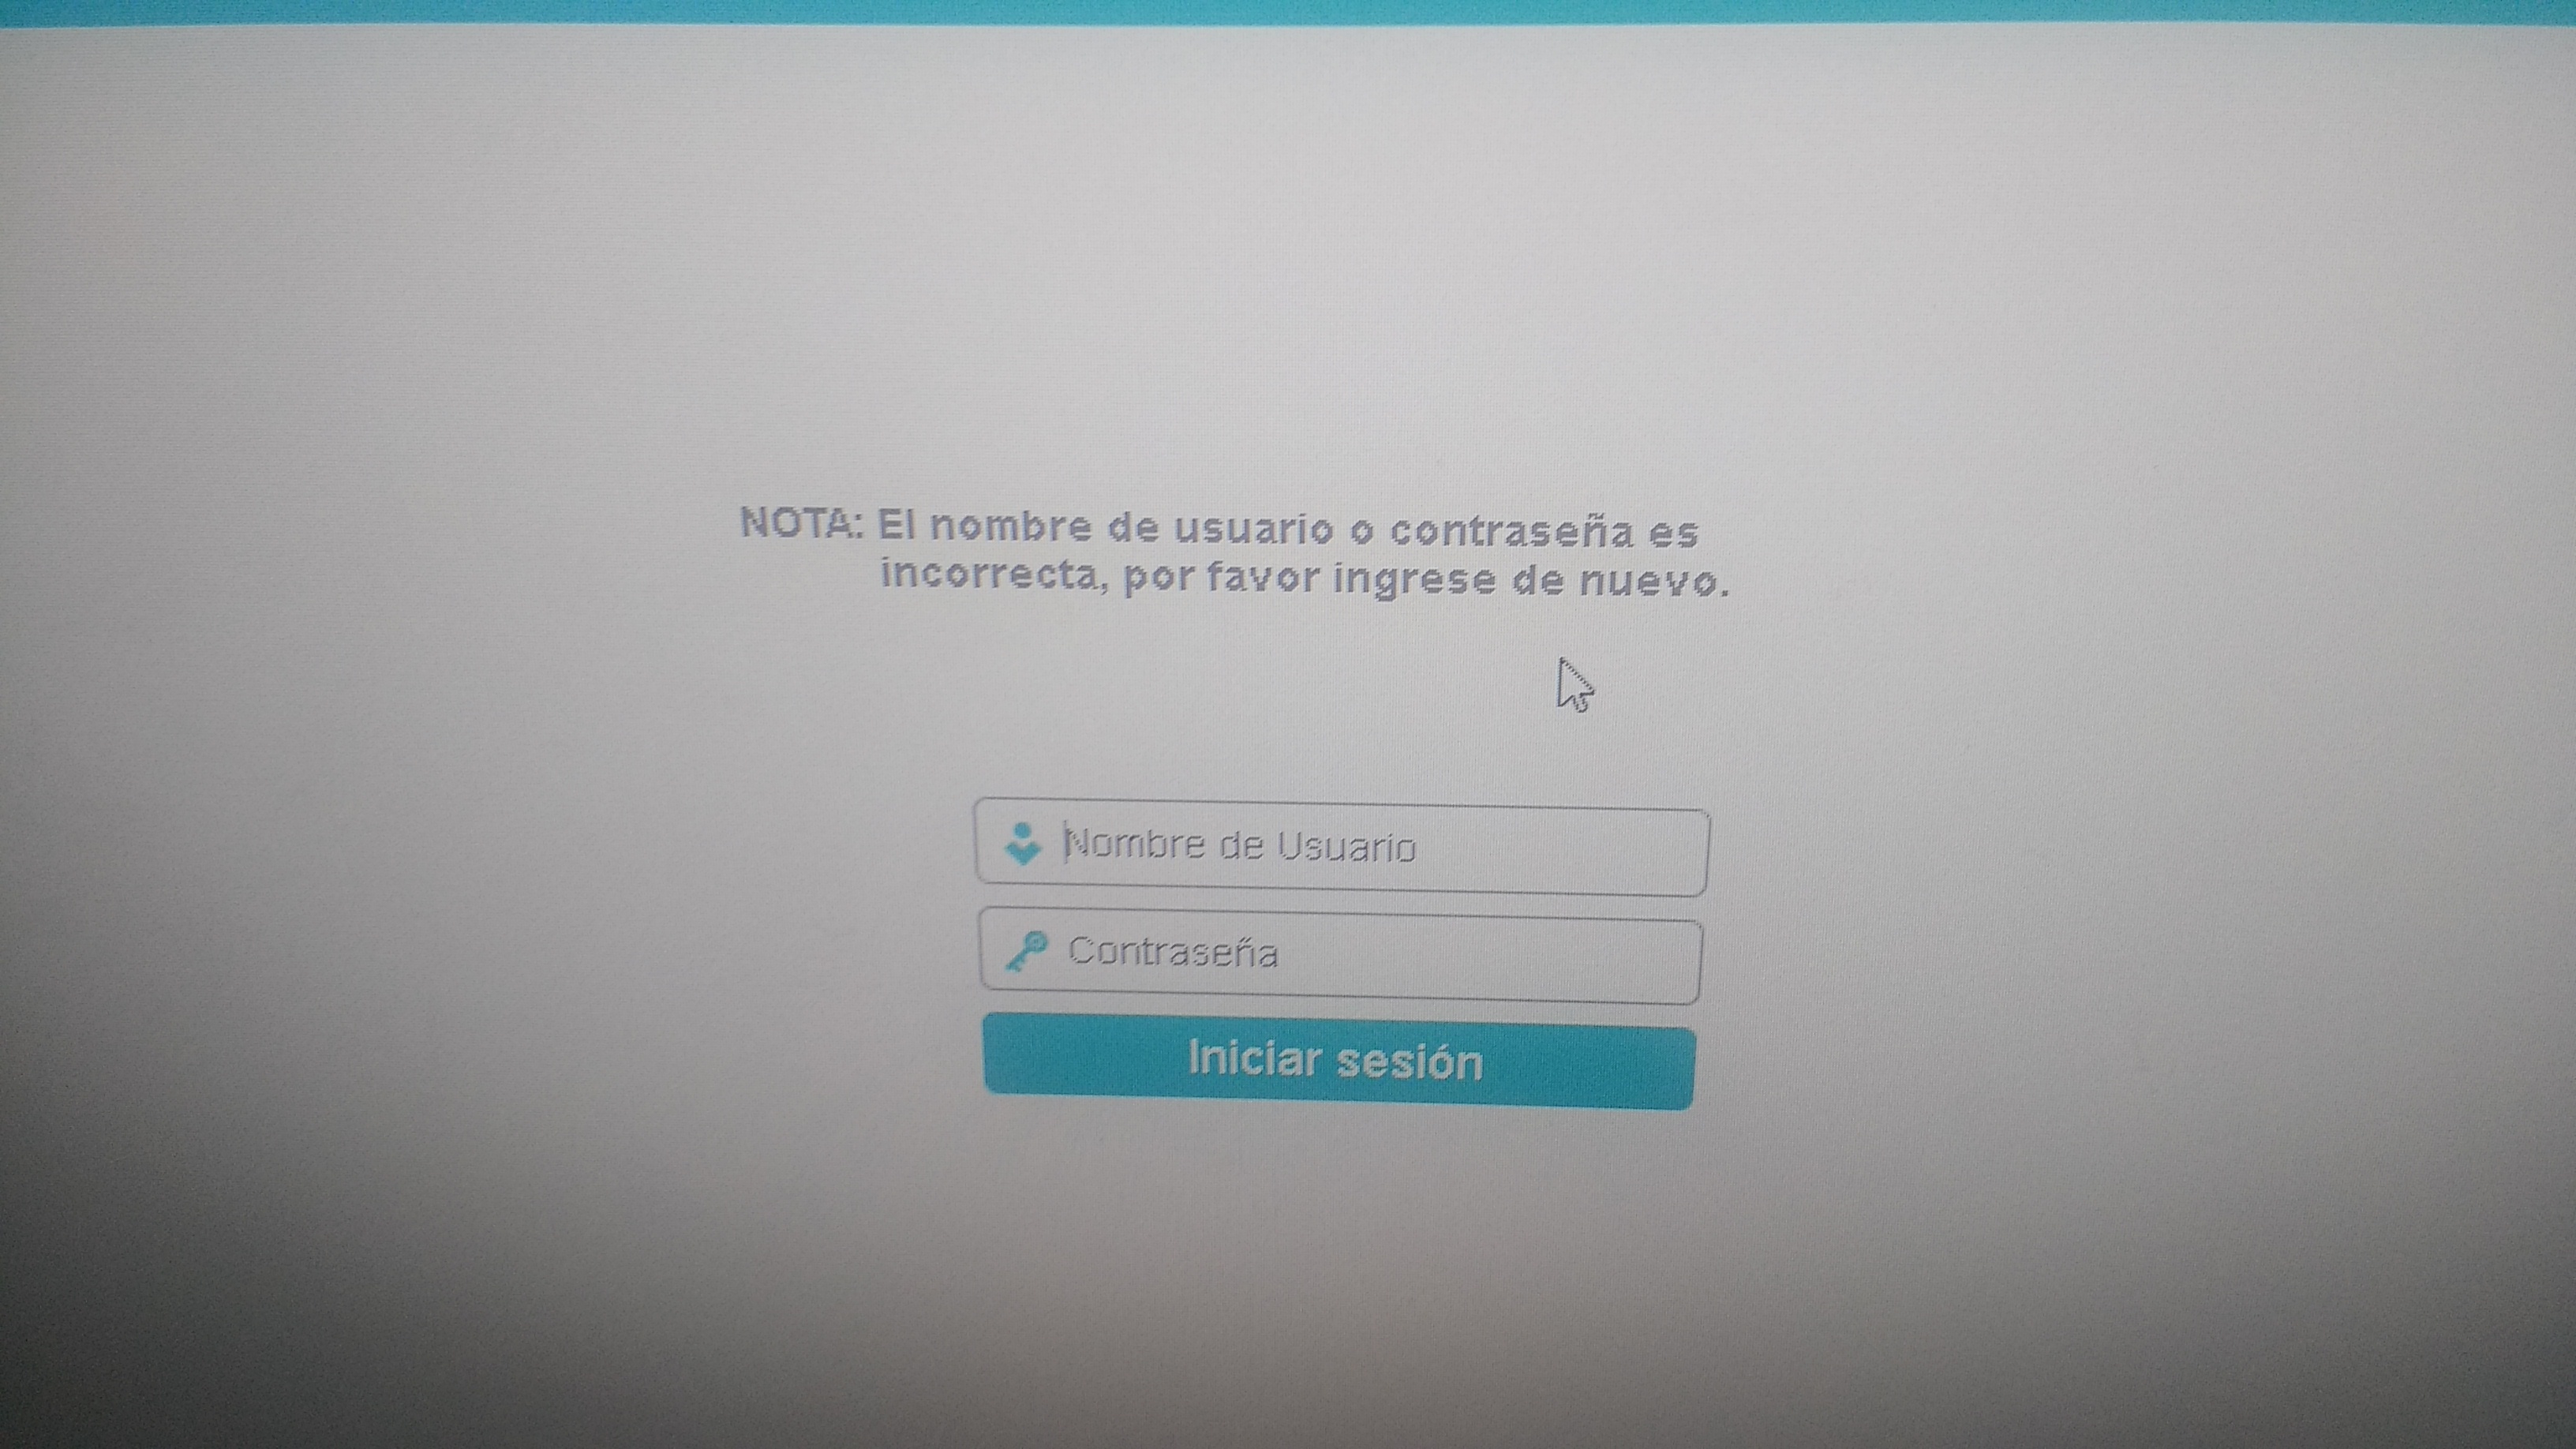 NOTA: El nombre de usuario o contraseña es
incorrecta, por favor ingrese de nuevo.
Nombre de Usuario
Contraseña
Iniciar sesión